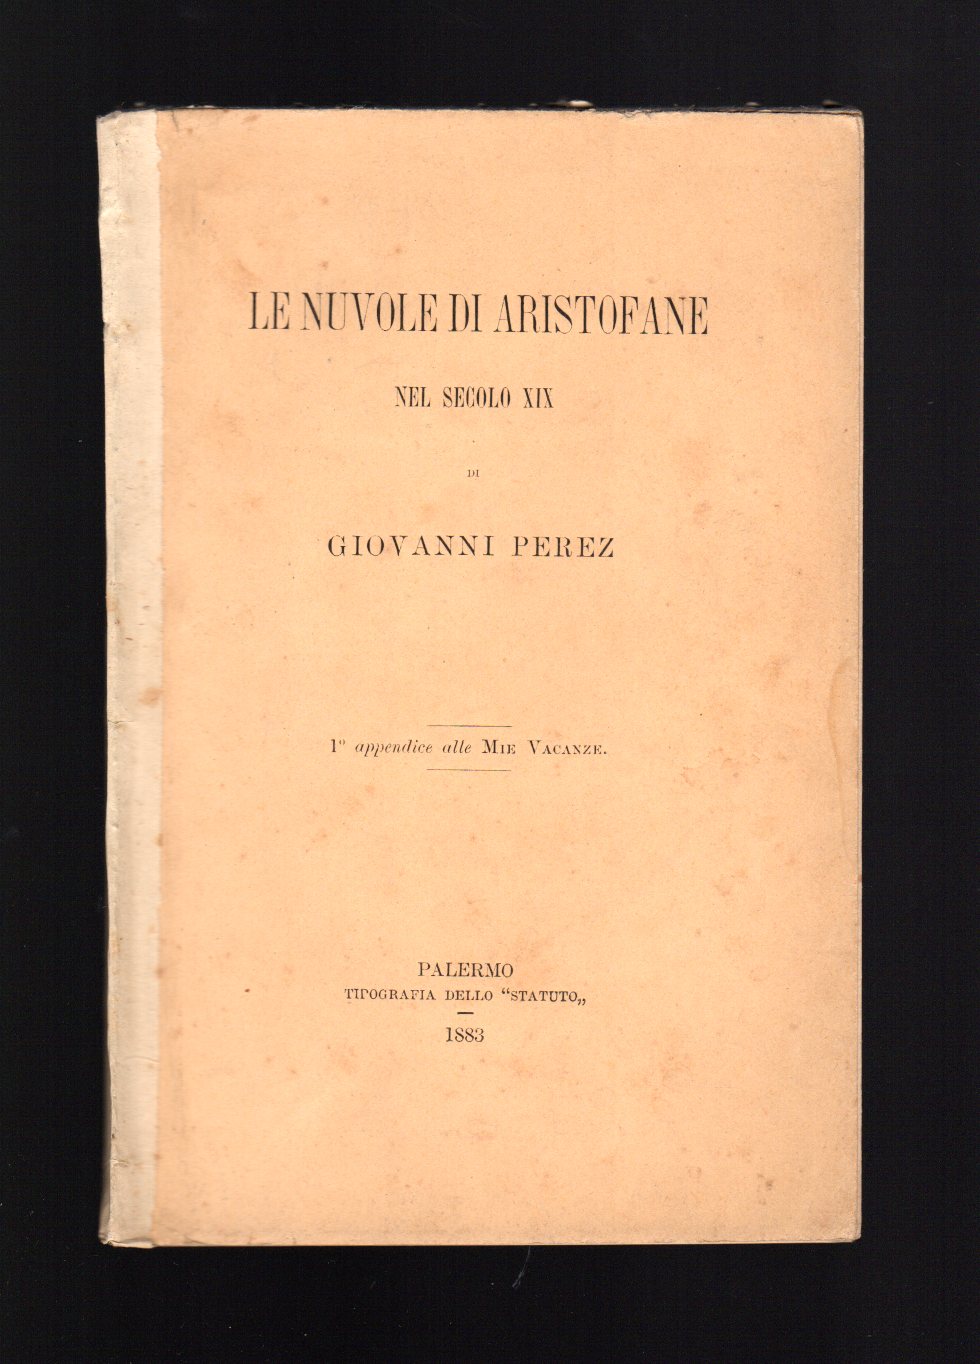 LE NUVOLE DI ARISTOFANE
NEL SECOLO XIX
DI
GIOVANNI PEREZ
1º appendice alle MIE VACANZE.
PALERMO
TIPOGRAFIA DELLO “STATUTO„
1883